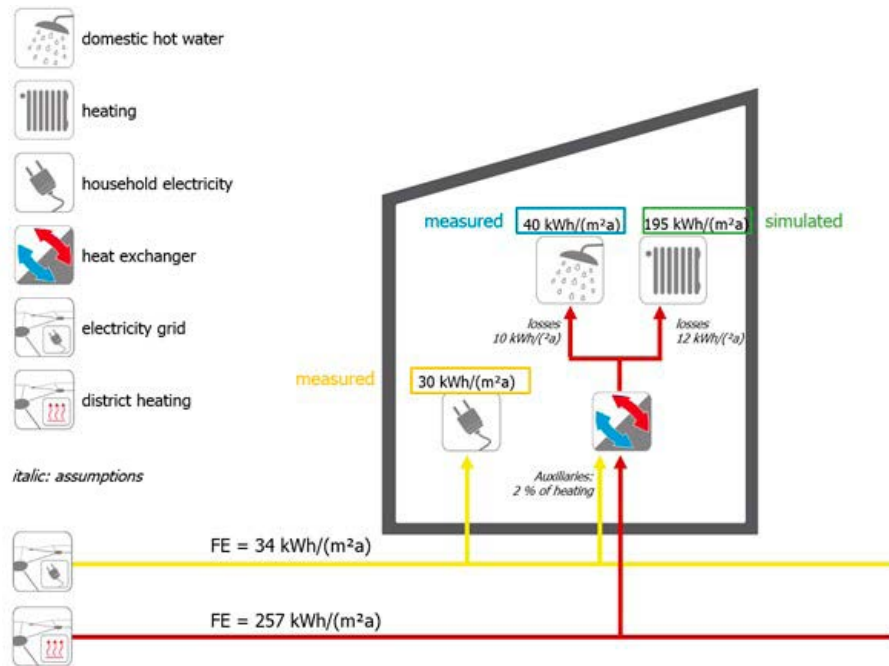 domestic hot water
heating
household electricity
heat exchanger
electricity grid
district heating
italic: assumptions
measured
40 kWh/(m²a)
195 kWh/(m²a)
simulated
losses
10 kWh/(²a)
losses
12 kWh/(²a)
measured
30 kWh/(m²a)
Auxiliaries:
2 % of heating
FE = 34 kWh/(m²a)
FE = 257 kWh/(m²a)